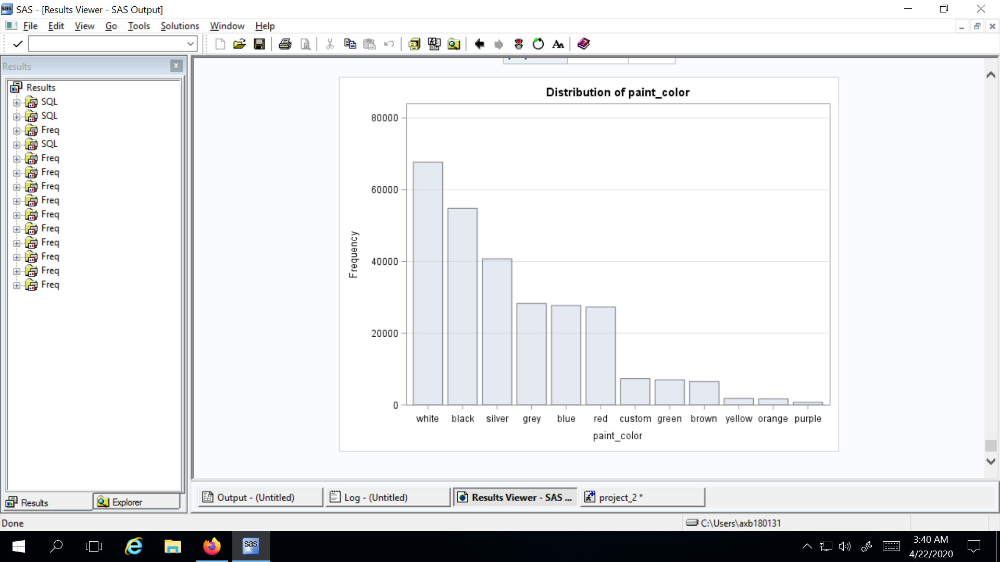 SAS - [Results Viewer - SAS Output]
File Edit View Go Tools Solutions Window Help
Results
Results
SQL
SQL
Freq
SQL
Freq
Freq
Freq
Freq
Freq
Freq
Freq
Freq
Freq
Freq
Results Explorer
Distribution of paint_color
80000
60000
40000
20000
0
Frequency
white black silver grey blue red custom green brown yellow orange purple
paint_color
Output - (Untitled) Log - (Untitled) Results Viewer - SAS ... project_2 *
Done C:\Users\axb180131
sas
3:40 AM
4/22/2020